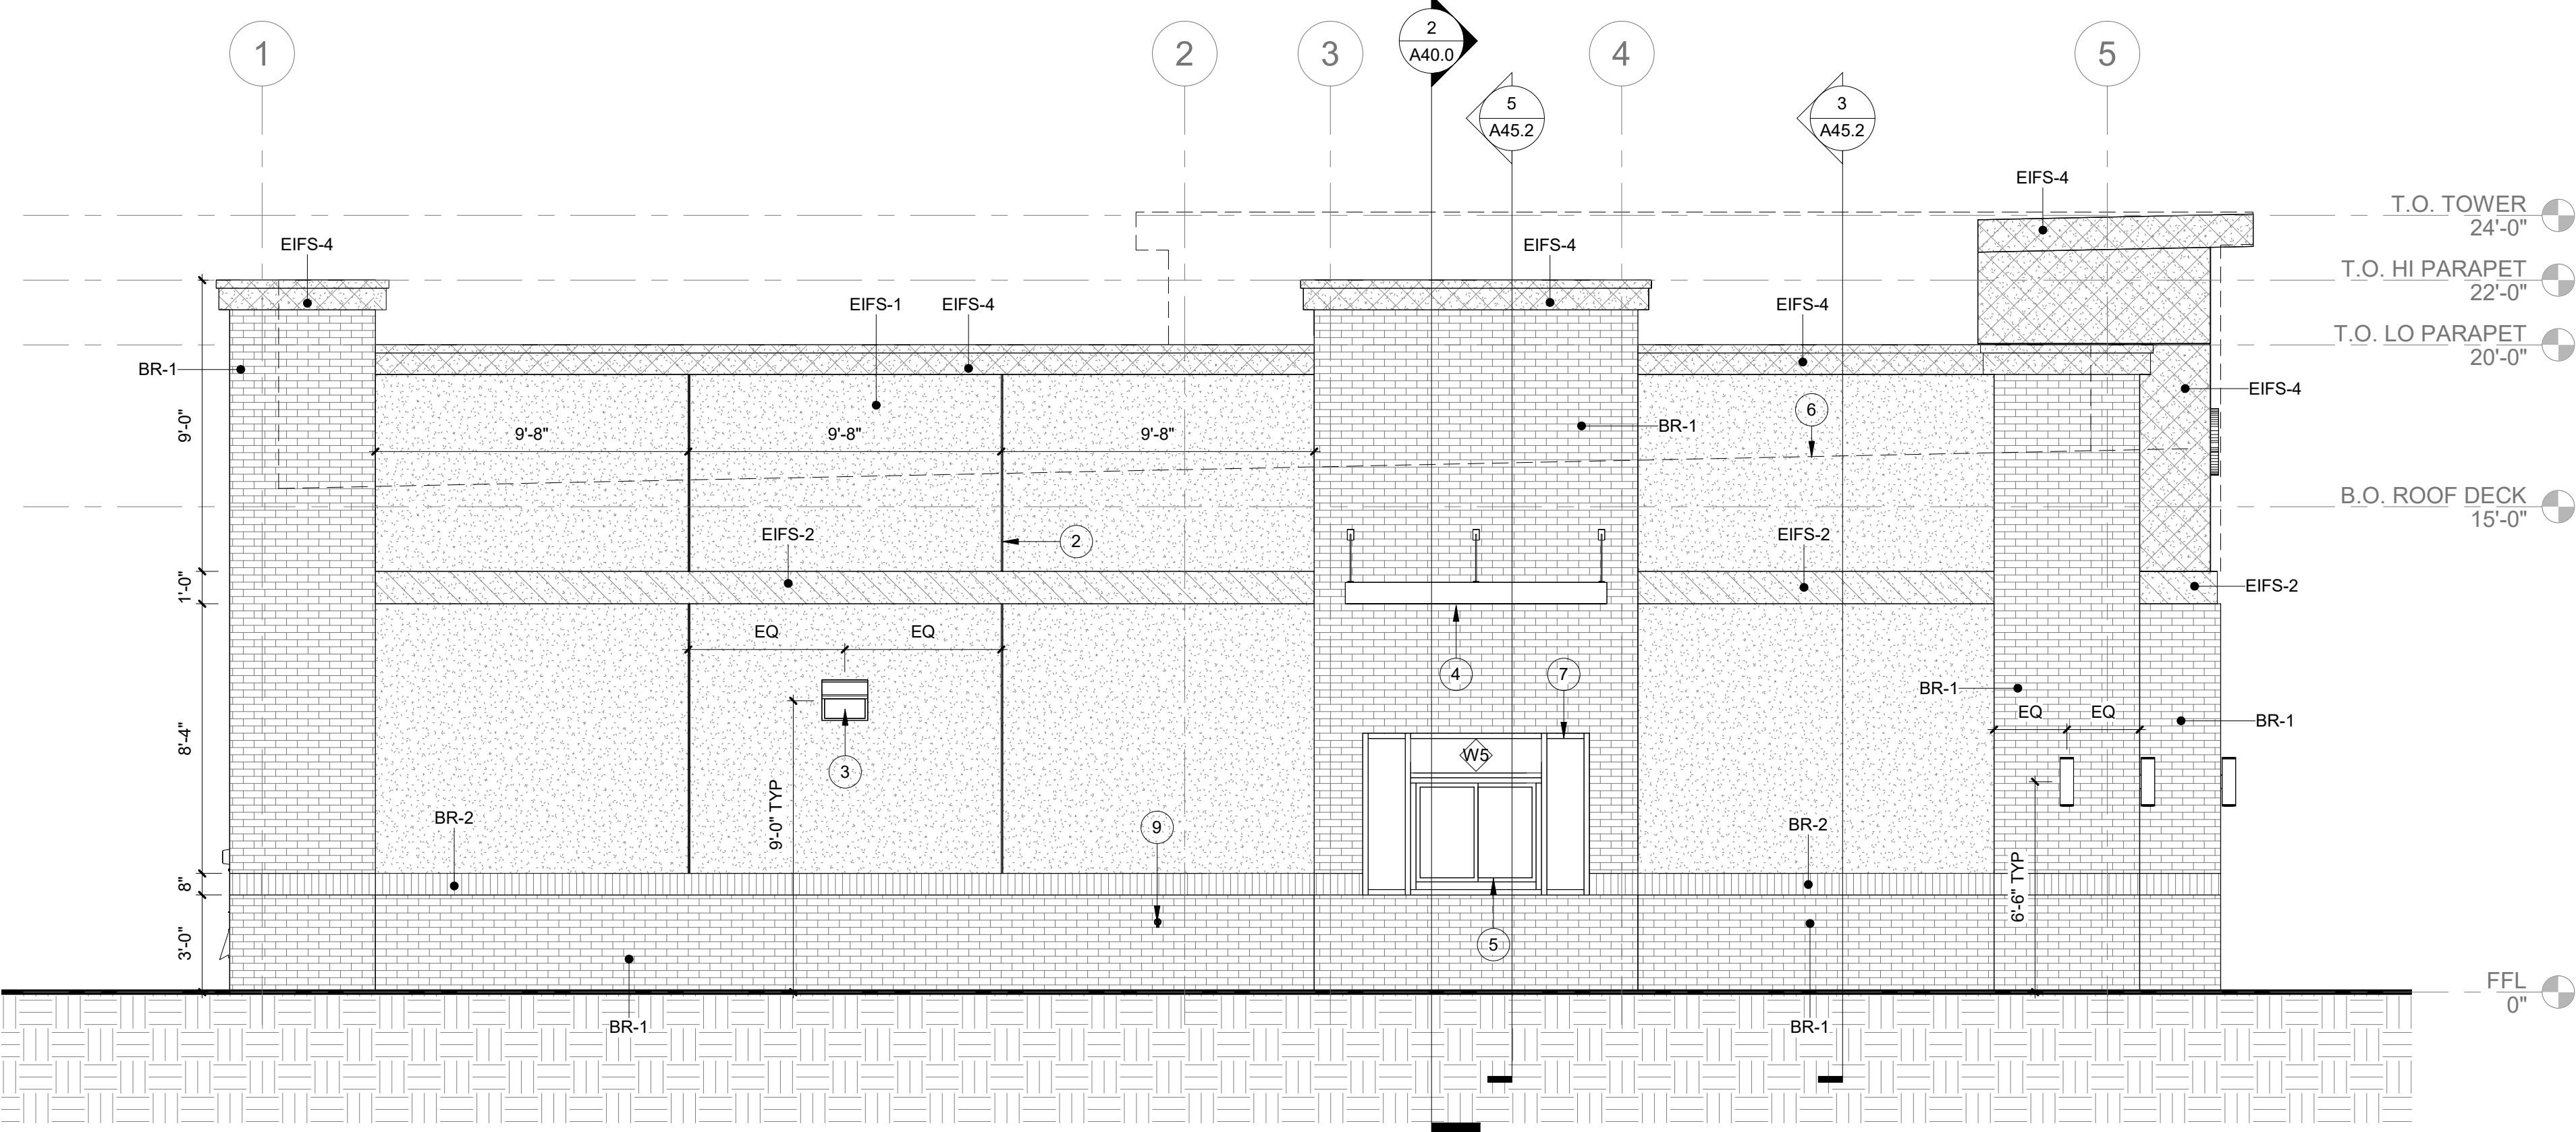 1
2
3
4
5
2
A40.0
5
A45.2
3
A45.2
EIFS-4
T.O. TOWER
24'-0"
EIFS-4
EIFS-4
T.O. HI PARAPET
22'-0"
EIFS-1
EIFS-4
EIFS-4
T.O. LO PARAPET
20'-0"
BR-1
EIFS-4
9'-0"
9'-8"
9'-8"
9'-8"
BR-1
6
B.O. ROOF DECK
15'-0"
EIFS-2
2
EIFS-2
1'-0"
EIFS-2
EQ
EQ
4
7
BR-1
EQ
EQ
BR-1
8'-4"
3
W5
9'-0" TYP
BR-2
9
BR-2
6'-6" TYP
8"
3'-0"
5
FFL
0"
BR-1
BR-1